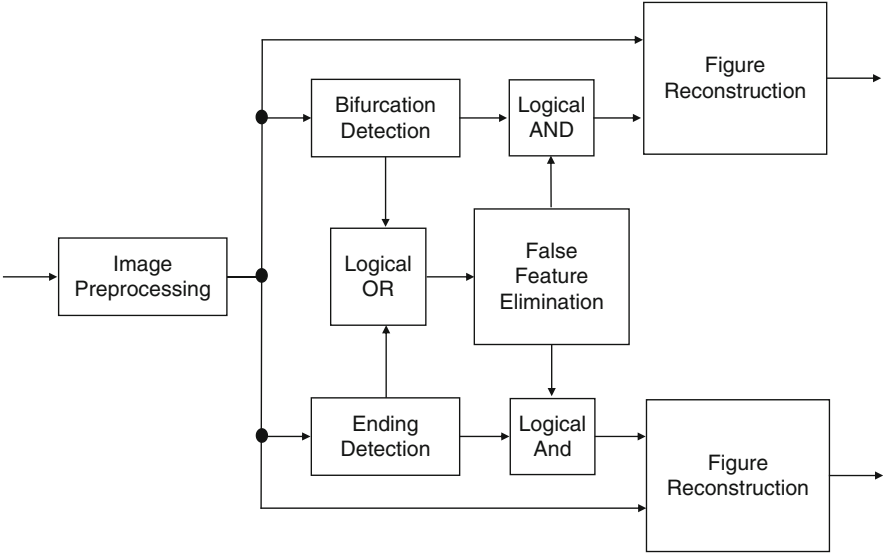 Figure
Reconstruction
Bifurcation
Detection
Logical
AND
Image
Preprocessing
Logical
OR
False
Feature
Elimination
Ending
Detection
Logical
And
Figure
Reconstruction